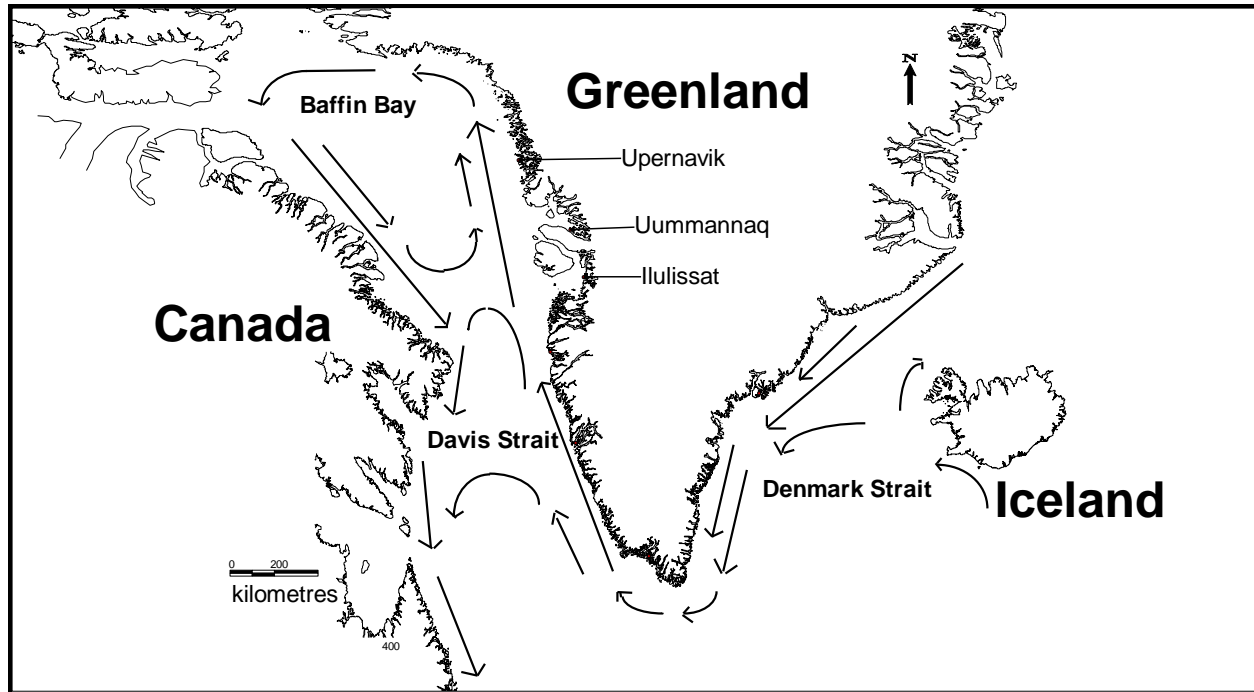 Greenland
N
Baffin Bay
Upernavik
Uummannaq
Ilulissat
Canada
Davis Strait
Denmark Strait
Iceland
0 200
kilometres
400